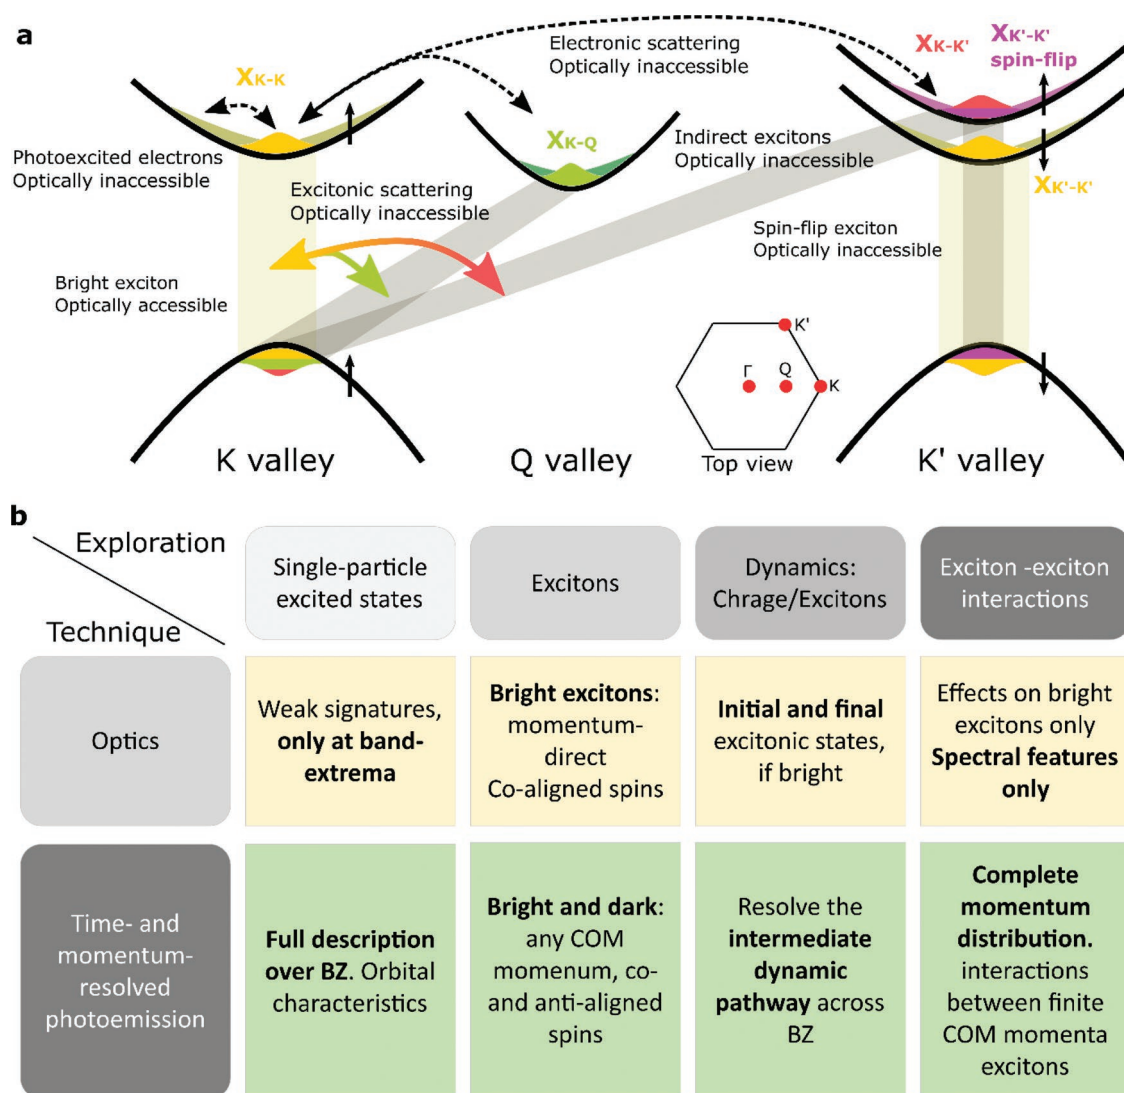 a
Electronic scattering
Optically inaccessible
XK-K
XK-K'
XK'-K'
spin-flip
XK-Q
Photoexcited electrons
Optically inaccessible
Indirect excitons
Optically inaccessible
Excitonic scattering
Optically inaccessible
XK'-K'
Spin-flip exciton
Optically inaccessible
Bright exciton
Optically accessible
K'
Γ
Q
K
K valley
Q valley
Top view
K' valley
b
Exploration
Technique
Single-particle
excited states
Excitons
Dynamics:
Chrage/Excitons
Exciton -exciton
interactions
Optics
Weak signatures,
only at band-
extrema
Bright excitons:
momentum-
direct
Co-aligned spins
Initial and final
excitonic states,
if bright
Effects on bright
excitons only
Spectral features
only
Time- and
momentum-
resolved
photoemission
Full description
over BZ. Orbital
characteristics
Bright and dark:
any COM
momenum, co-
and anti-aligned
spins
Resolve the
intermediate
dynamic
pathway across
BZ
Complete
momentum
distribution.
interactions
between finite
COM momenta
excitons